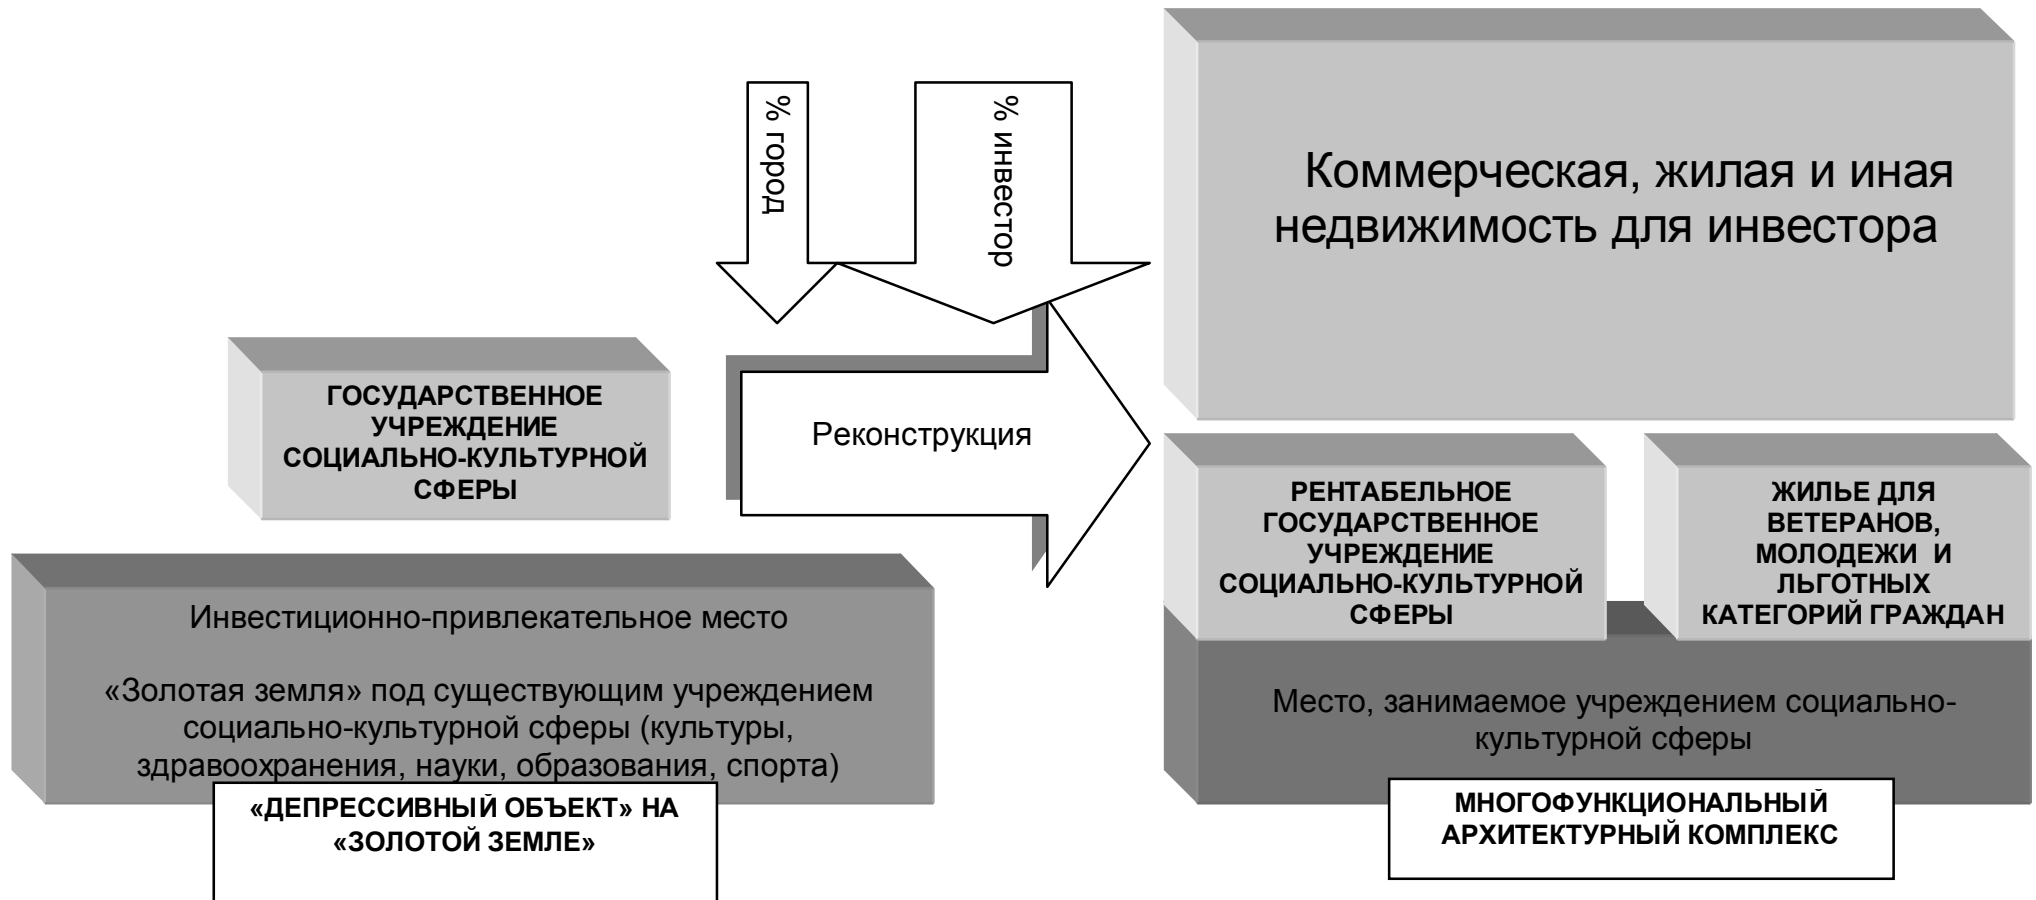 % город
% инвестор
Коммерческая, жилая и иная
недвижимость для инвестора
ГОСУДАРСТВЕННОЕ
УЧРЕЖДЕНИЕ
СОЦИАЛЬНО-КУЛЬТУРНОЙ
СФЕРЫ
Реконструкция
РЕНТАБЕЛЬНОЕ
ГОСУДАРСТВЕННОЕ
УЧРЕЖДЕНИЕ
СОЦИАЛЬНО-КУЛЬТУРНОЙ
СФЕРЫ
ЖИЛЬЕ ДЛЯ
ВЕТЕРАНОВ,
МОЛОДЕЖИ И
ЛЬГОТНЫХ
КАТЕГОРИЙ ГРАЖДАН
Инвестиционно-привлекательное место
«Золотая земля» под существующим учреждением
социально-культурной сферы (культуры,
здравоохранения, науки, образования, спорта)
«ДЕПРЕССИВНЫЙ ОБЪЕКТ» НА
«ЗОЛОТОЙ ЗЕМЛЕ»
Место, занимаемое учреждением социально-
культурной сферы
МНОГОФУНКЦИОНАЛЬНЫЙ
АРХИТЕКТУРНЫЙ КОМПЛЕКС